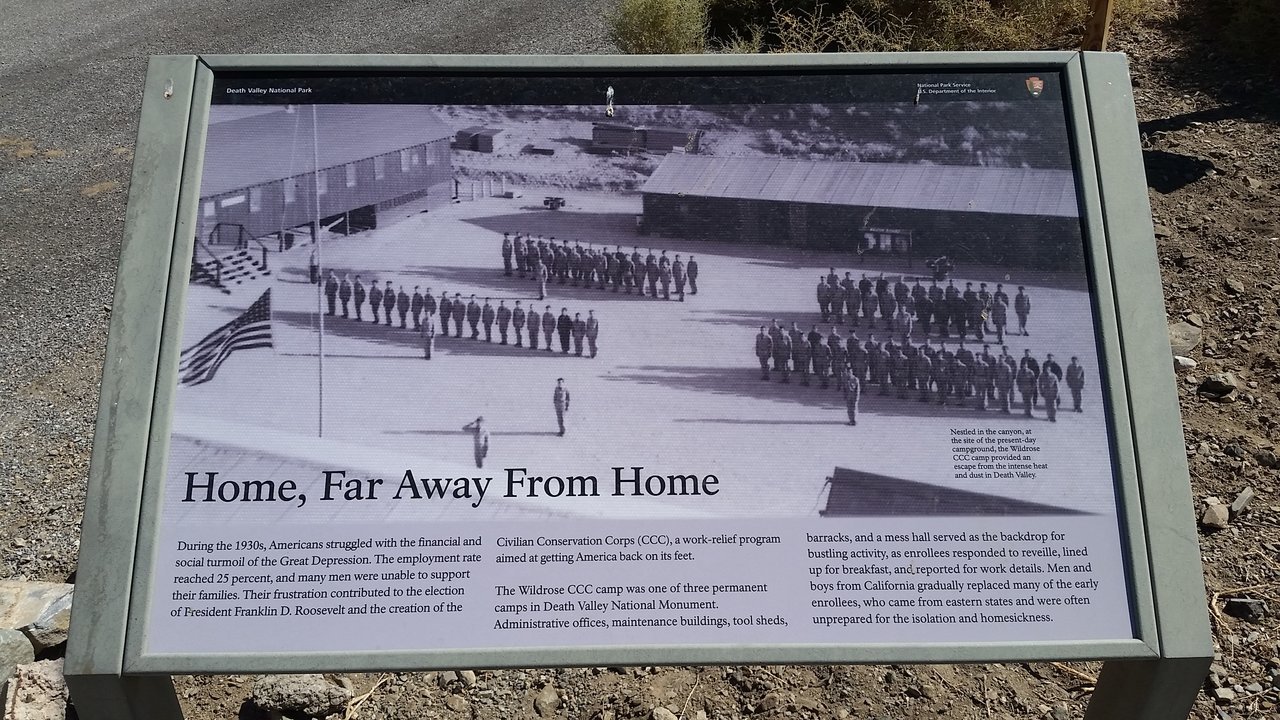 Death Valley National Park
National Park Service
U.S. Department of the Interior
Nestled in the canyon, at
the site of the present-day
campground, the Wildrose
CCC camp provided an
escape from the intense heat
and dust in Death Valley.
Home, Far Away From Home
During the 1930s, Americans struggled with the financial and
social turmoil of the Great Depression. The employment rate
reached 25 percent, and many men were unable to support
their families. Their frustration contributed to the election
of President Franklin D. Roosevelt and the creation of the
Civilian Conservation Corps (CCC), a work-relief program
aimed at getting America back on its feet.
The Wildrose CCC camp was one of three permanent
camps in Death Valley National Monument.
Administrative offices, maintenance buildings, tool sheds,
barracks, and a mess hall served as the backdrop for
bustling activity, as enrollees responded to reveille, lined
up for breakfast, and reported for work details. Men and
boys from California gradually replaced many of the early
enrollees, who came from eastern states and were often
unprepared for the isolation and homesickness.